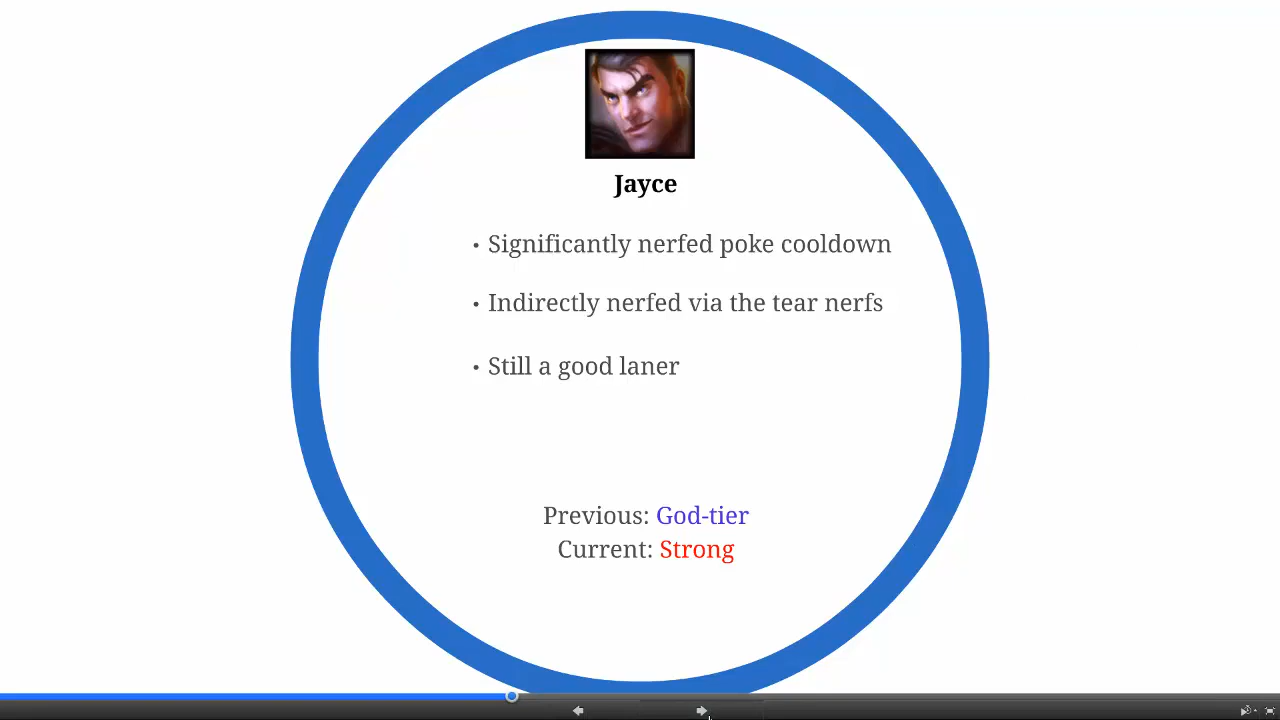 Jayce
• Significantly nerfed poke cooldown
• Indirectly nerfed via the tear nerfs
• Still a good laner
Previous: God-tier
Current: Strong